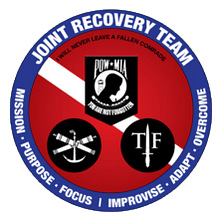 JOINT RECOVERY TEAM
WILL NEVER LEAVE A FALLEN COMRADE
POW★MIA
YOU ARE NOT FORGOTTEN
TF
MISSION · PURPOSE · FOCUS | IMPROVISE · ADAPT · OVERCOME